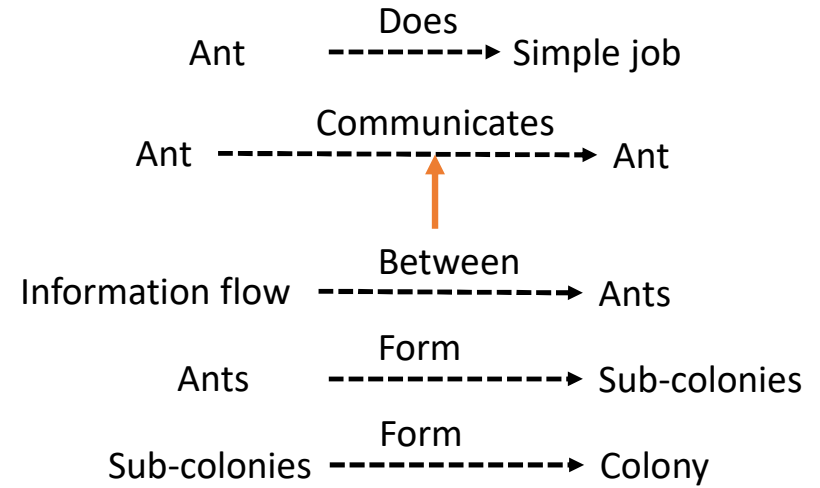 Does
Ant Simple job
Communicates
Ant Ant
Between
Information flow Ants
Form
Ants Sub-colonies
Form
Sub-colonies Colony